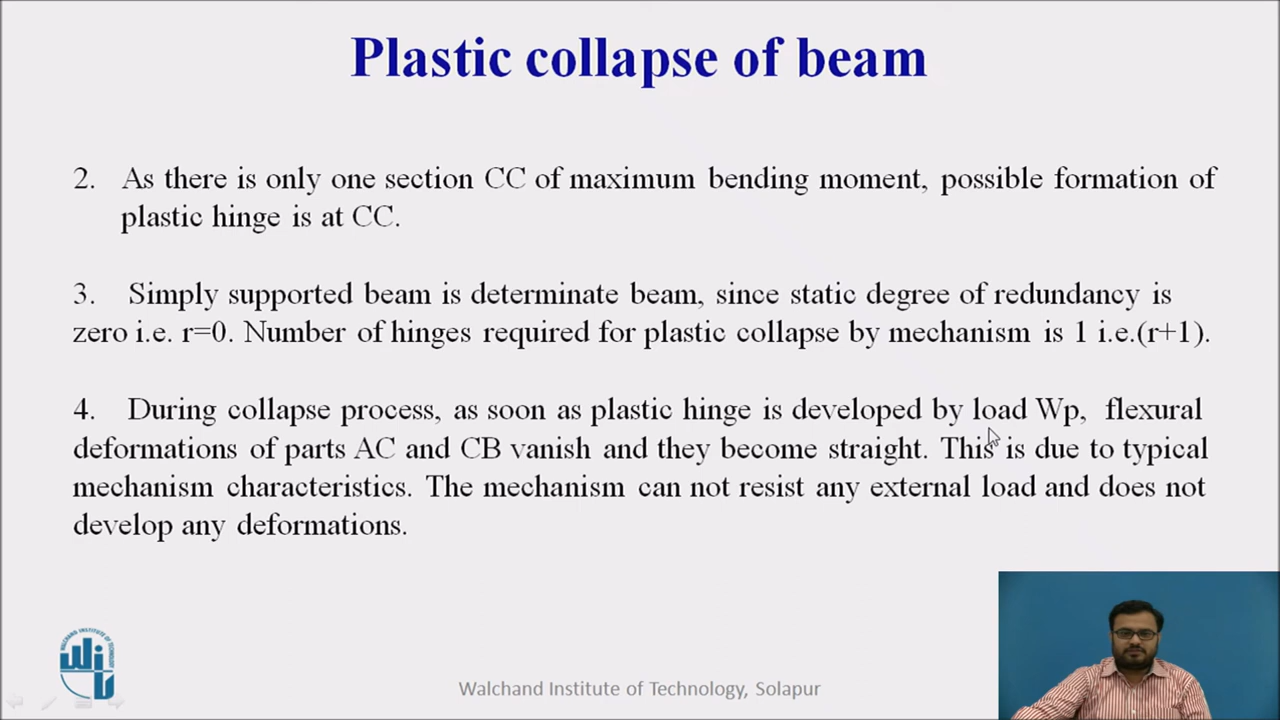 Plastic collapse of beam
2. As there is only one section CC of maximum bending moment, possible formation of
plastic hinge is at CC.
3. Simply supported beam is determinate beam, since static degree of redundancy is
zero i.e. r=0. Number of hinges required for plastic collapse by mechanism is 1 i.e.(r+1).
4. During collapse process, as soon as plastic hinge is developed by load Wp, flexural
deformations of parts AC and CB vanish and they become straight. This is due to typical
mechanism characteristics. The mechanism can not resist any external load and does not
develop any deformations.
WALCHAND INSTITUTE OF TECHNOLOGY
Walchand Institute of Technology, Solapur